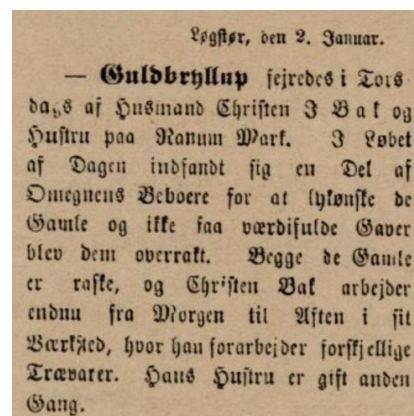 Løgstør, den 2. Januar.
— Guldbryllup fejredes i Tors-
dags af Husmand Christen J Bak og
Hustru paa Ranum Mark. I Løbet
af Dagen indfandt sig en Del af
Omegnens Beboere for at lykønske de
Gamle og ikke faa værdifulde Gaver
blev dem overrakt. Begge de Gamle
er raske, og Christen Bak arbejder
endnu fra Morgen til Aften i sit
Værksted, hvor han forarbejder forskjellige
Trævarer. Hans Hustru er gift anden
Gang.